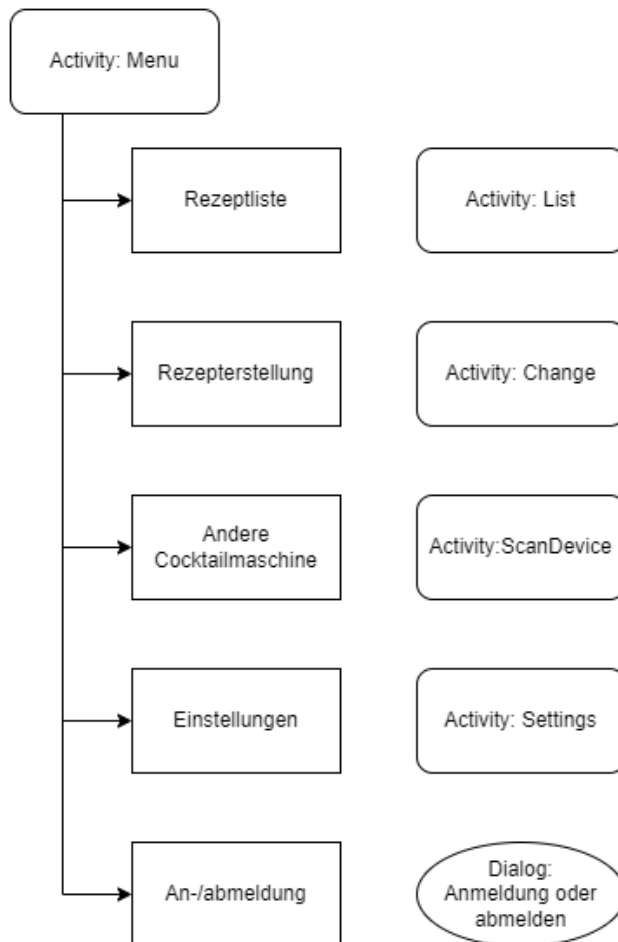 Activity: Menu
Rezeptliste
Activity: List
Rezepterstellung
Activity: Change
Andere
Cocktailmaschine
Activity:ScanDevice
Einstellungen
Activity: Settings
An-/abmeldung
Dialog:
Anmeldung oder
abmelden